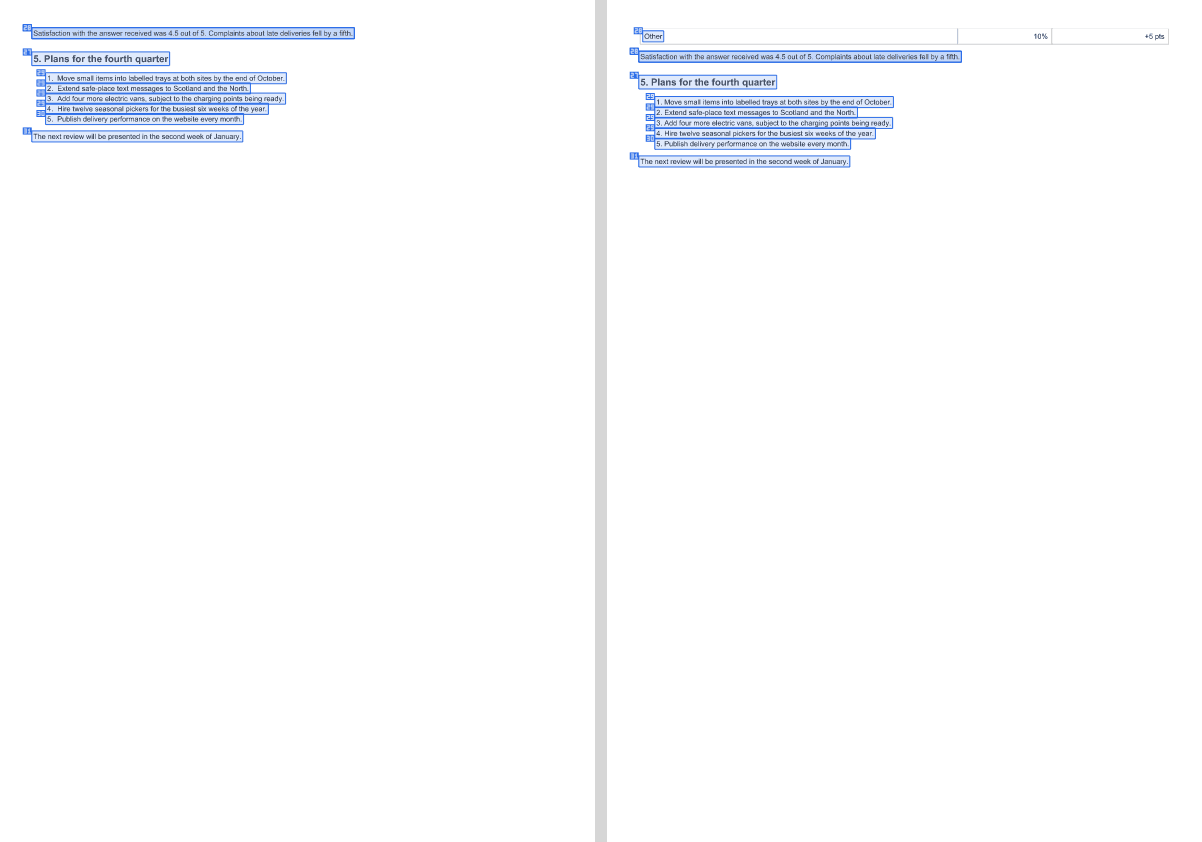 Satisfaction with the answer received was 4.5 out of 5. Complaints about late deliveries fell by a fifth.
5. Plans for the fourth quarter
1. Move small items into labelled trays at both sites by the end of October.
2. Extend safe-place text messages to Scotland and the North.
3. Add four more electric vans, subject to the charging points being ready.
4. Hire twelve seasonal pickers for the busiest six weeks of the year.
5. Publish delivery performance on the website every month.
The next review will be presented in the second week of January.
Other 10% +5 pts
Satisfaction with the answer received was 4.5 out of 5. Complaints about late deliveries fell by a fifth.
5. Plans for the fourth quarter
1. Move small items into labelled trays at both sites by the end of October.
2. Extend safe-place text messages to Scotland and the North.
3. Add four more electric vans, subject to the charging points being ready.
4. Hire twelve seasonal pickers for the busiest six weeks of the year.
5. Publish delivery performance on the website every month.
The next review will be presented in the second week of January.